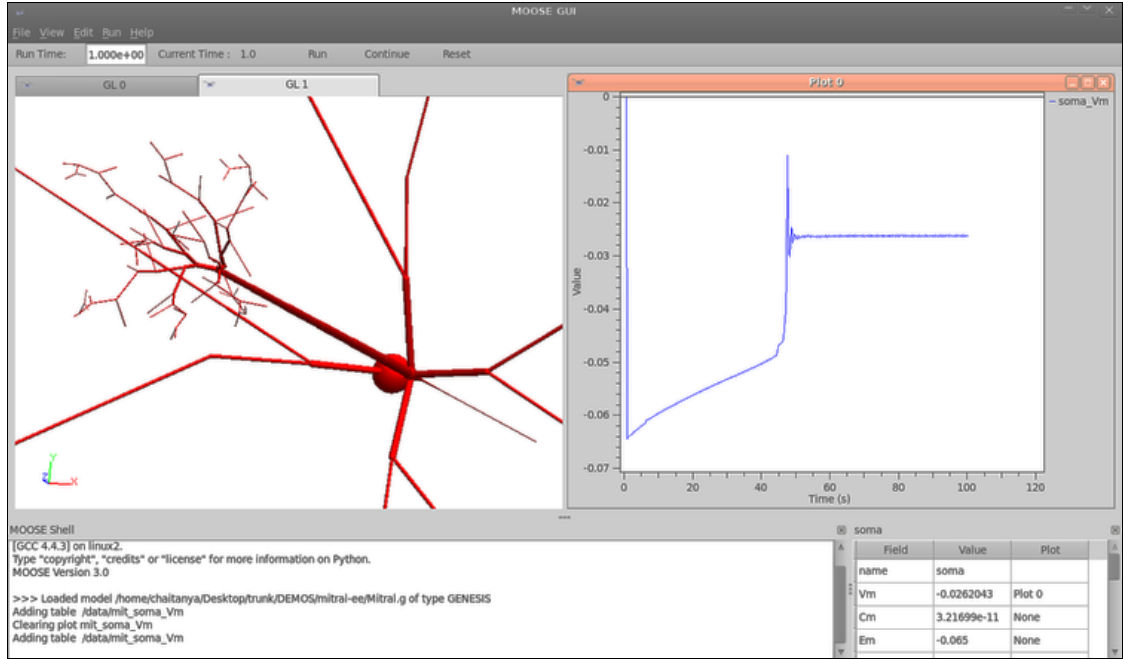 MOOSE GUI
File View Edit Run Help
Run Time: 1.000e+00 Current Time : 1.0 Run Continue Reset
GL 0
GL 1
Y
Z
X
Plot 0
soma_Vm
0
-0.01
-0.02
-0.03
-0.04
-0.05
-0.06
-0.07
Value
0 20 40 60 80 100 120
Time (s)
MOOSE Shell
[GCC 4.4.3] on linux2.
Type "copyright", "credits" or "license" for more information on Python.
MOOSE Version 3.0
>>> Loaded model /home/chaitanya/Desktop/trunk/DEMOS/mitral-ee/Mitral.g of type GENESIS
Adding table /data/mit_soma_Vm
Clearing plot mit_soma_Vm
Adding table /data/mit_soma_Vm
soma
Field Value Plot
name soma
Vm -0.0262043 Plot 0
Cm 3.21699e-11 None
Em -0.065 None